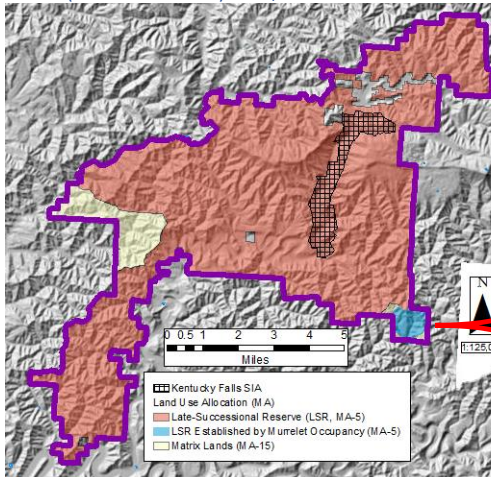 N
1:125,0
0 0.5 1 2 3 4 5
Miles
Kentucky Falls SIA
Land Use Allocation (MA)
Late-Successional Reserve (LSR, MA-5)
LSR Established by Murrelet Occupancy (MA-5)
Matrix Lands (MA-15)